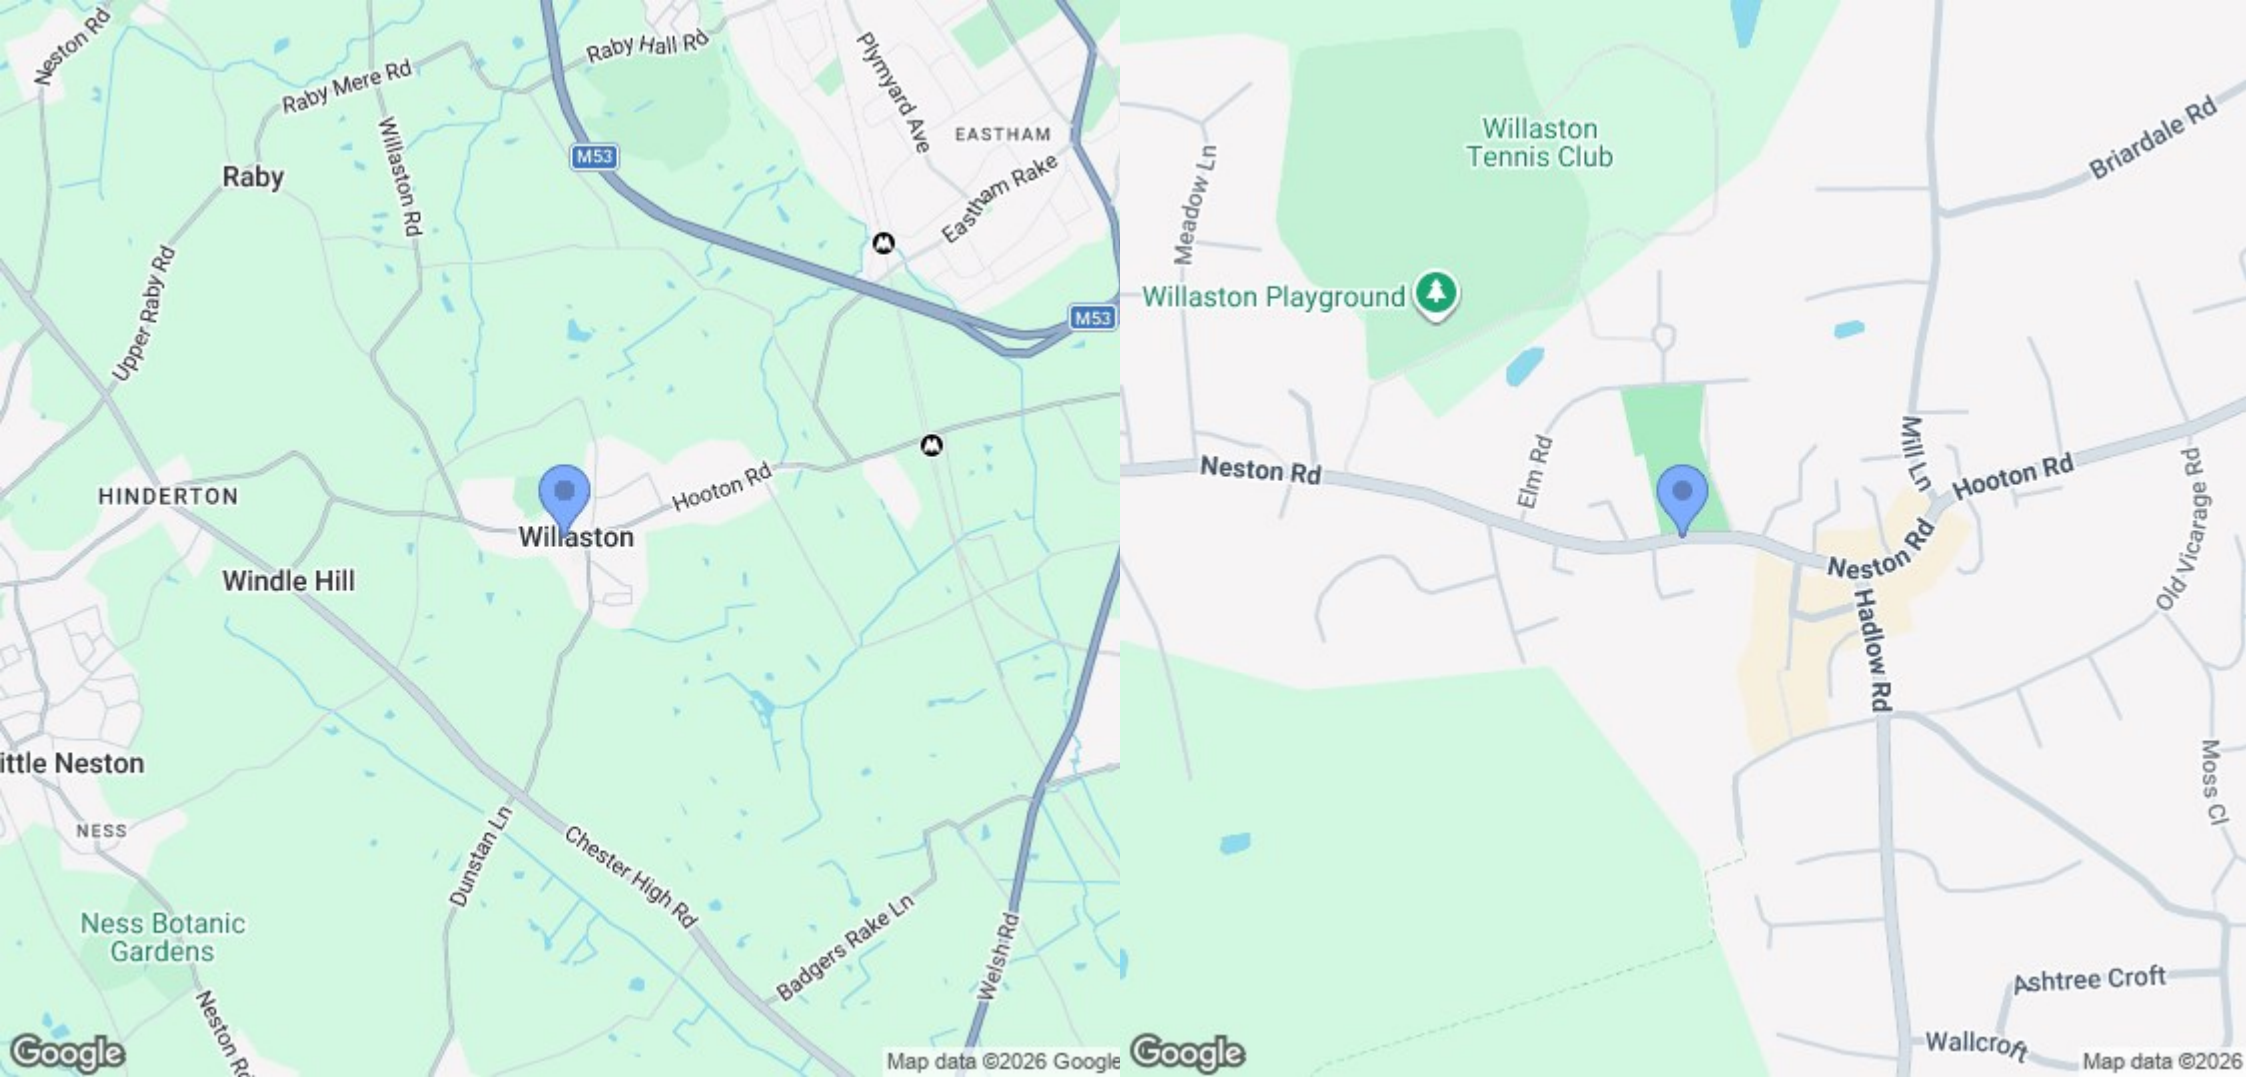 Neston Rd
Raby Mere Rd
Raby Hall Rd
Plymyard Ave
EASTHAM
Willaston Rd
M53
Raby
Eastham Rake
Upper Raby Rd
M53
Hooton Rd
HINDERTON
Willaston
Windle Hill
ittle Neston
NESS
Dunstan Ln
Chester High Rd
Ness Botanic
Gardens
Badgers Rake Ln
Welsh Rd
Neston Rd
Google
Map data ©2026 Google
Willaston
Tennis Club
Briardale Rd
Meadow Ln
Willaston Playground
Mill Ln
Neston Rd
Elm Rd
Hooton Rd
Old Vicarage Rd
Neston Rd
Hadlow Rd
Moss Cl
Ashtree Croft
Wallcroft
Google
Map data ©2026